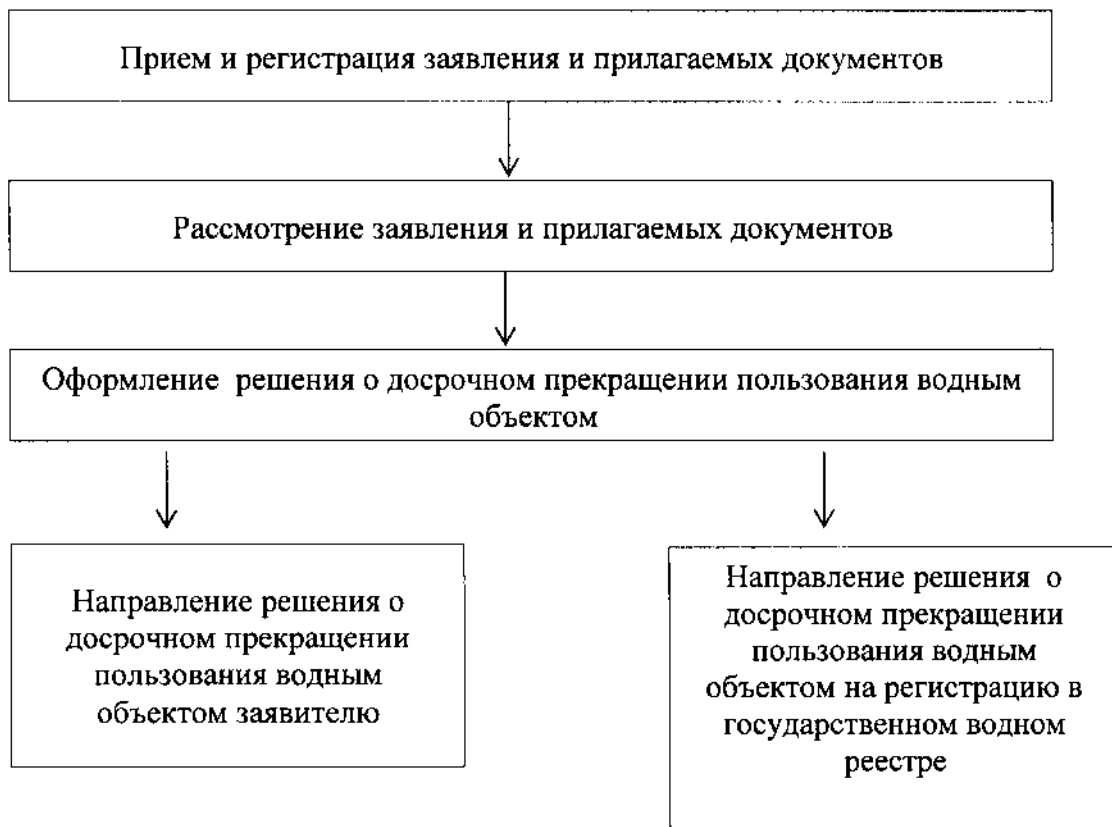 Прием и регистрация заявления и прилагаемых документов
Рассмотрение заявления и прилагаемых документов
Оформление решения о досрочном прекращении пользования водным
объектом
Направление решения о
досрочном прекращении
пользования водным
объектом заявителю
Направление решения о
досрочном прекращении
пользования водным
объектом на регистрацию в
государственном водном
реестре